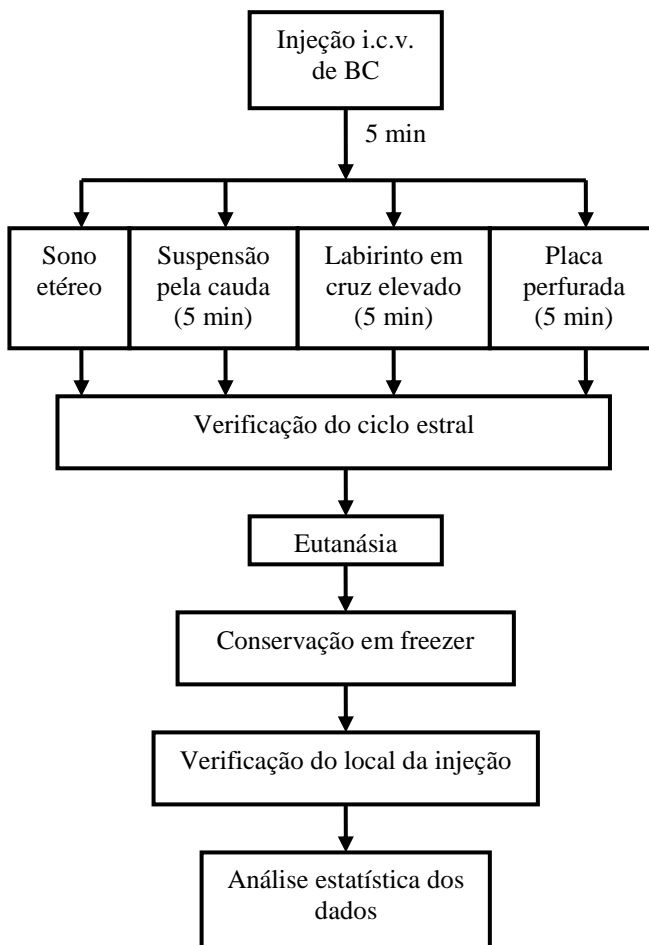 Injeção i.c.v.
de BC
5 min
Sono
etéreo
Suspensão
pela cauda
(5 min)
Labirinto em
cruz elevado
(5 min)
Placa
perfurada
(5 min)
Verificação do ciclo estral
Eutanásia
Conservação em freezer
Verificação do local da injeção
Análise estatística dos
dados